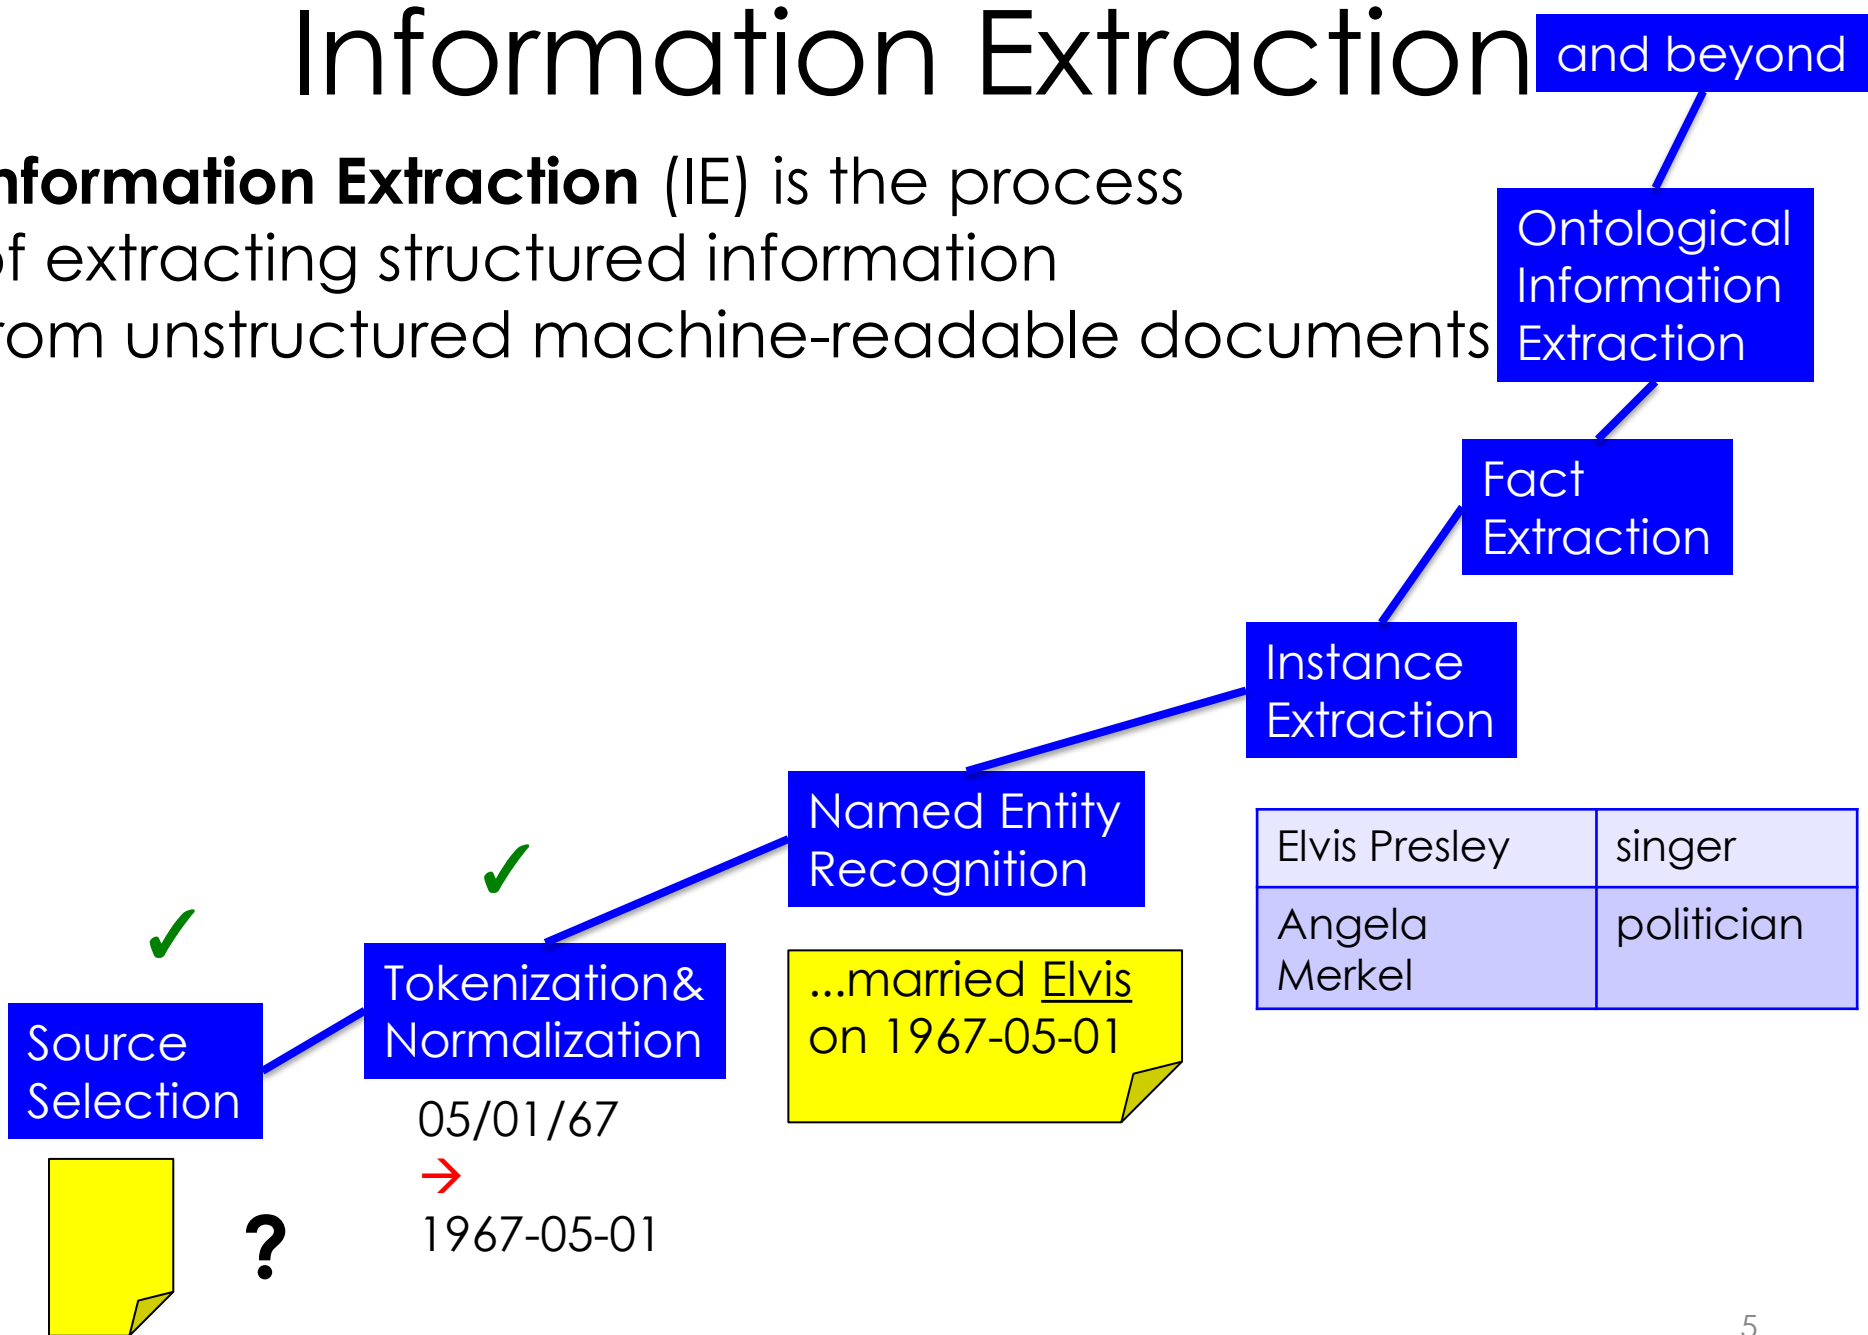 Information Extraction
and beyond
nformation Extraction (IE) is the process
of extracting structured information
rom unstructured machine-readable documents
Ontological
Information
Extraction
Fact
Extraction
Instance
Extraction
Named Entity
Recognition
Elvis Presley
singer
Angela
Merkel
politician
✓
✓
Tokenization&
Normalization
...married Elvis
on 1967-05-01
Source
Selection
05/01/67
→
1967-05-01
?
5